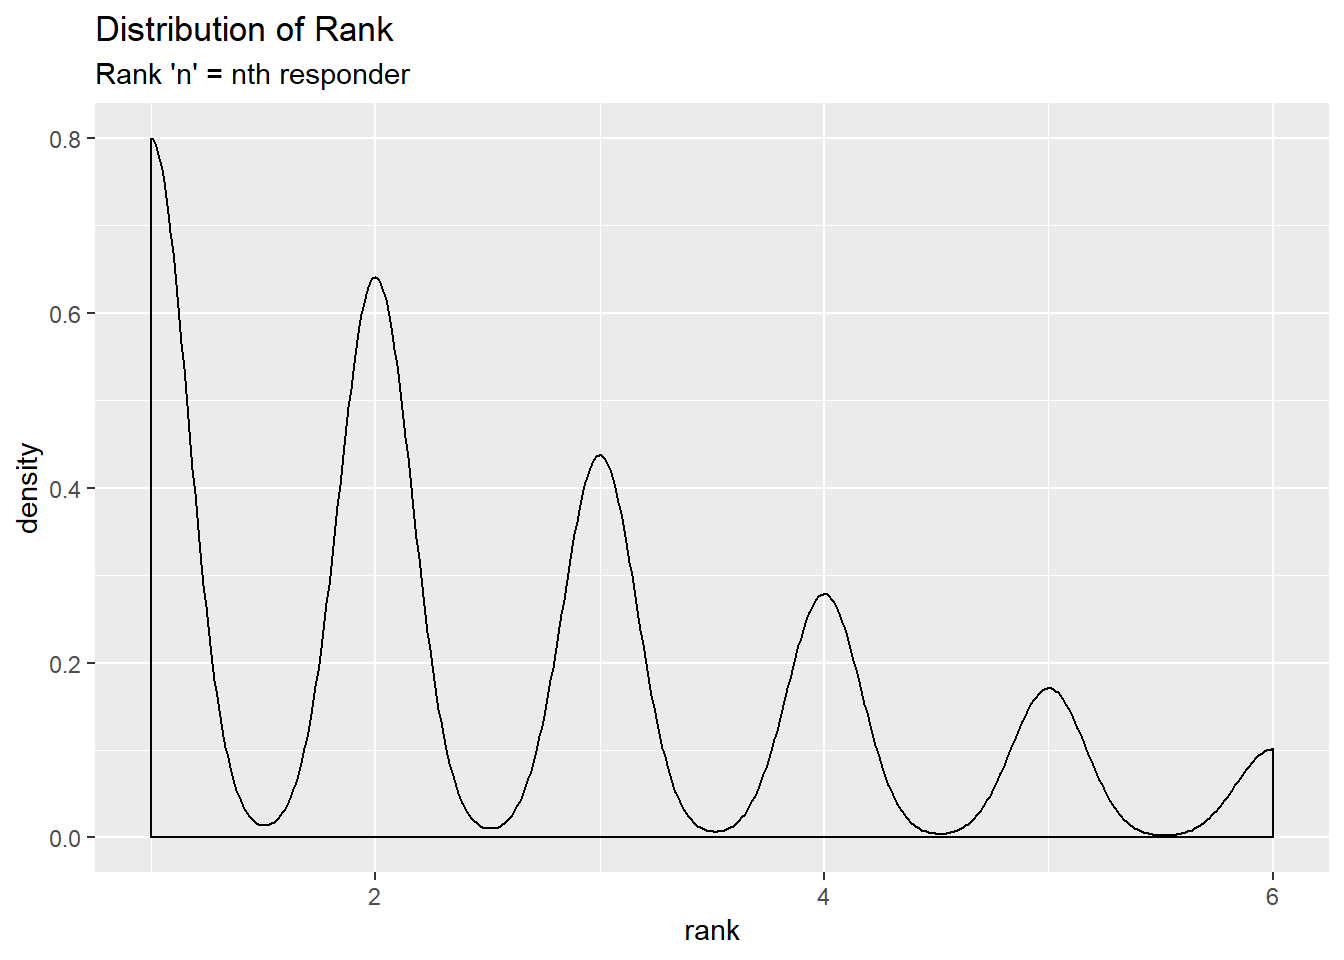 Distribution of Rank
Rank 'n' = nth responder
0.8
0.6
0.4
0.2
0.0
density
2 4 6
rank